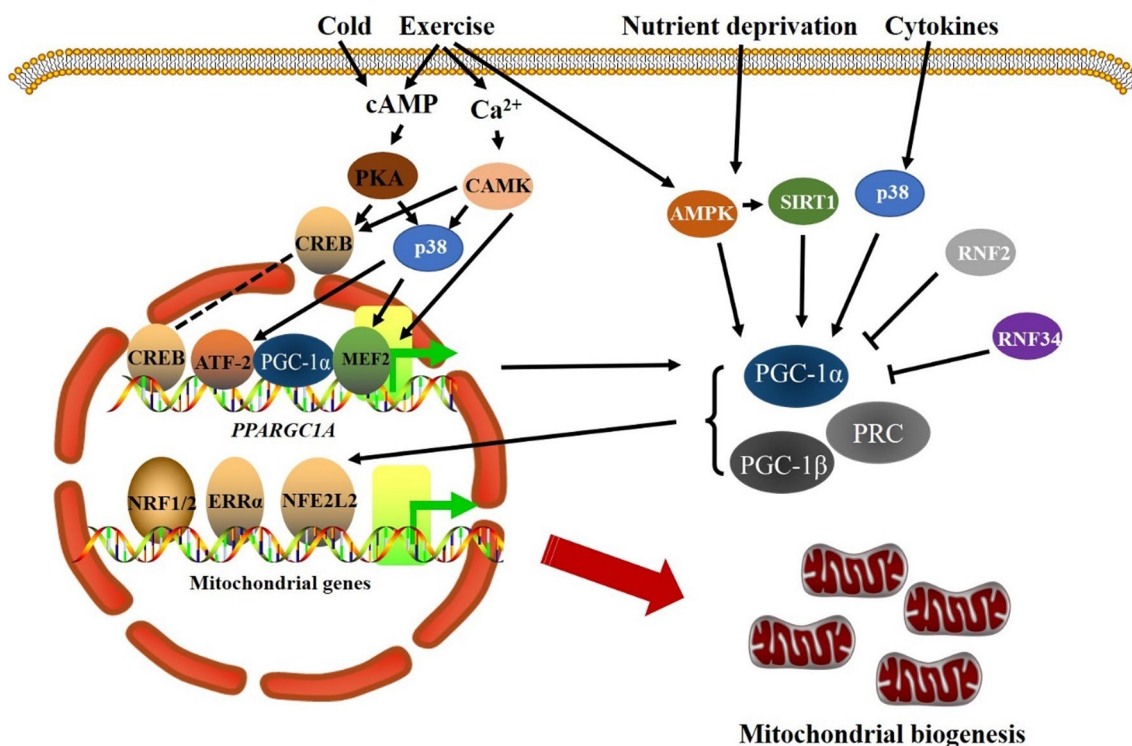 Cold Exercise Nutrient deprivation Cytokines
cAMP Ca²⁺
PKA CAMK AMPK SIRT1 p38
CREB p38 RNF2
RNF34
CREB ATF-2 PGC-1α MEF2 PGC-1α
PPARGC1A PRC
PGC-1β
NRF1/2 ERRα NFE2L2
Mitochondrial genes
Mitochondrial biogenesis